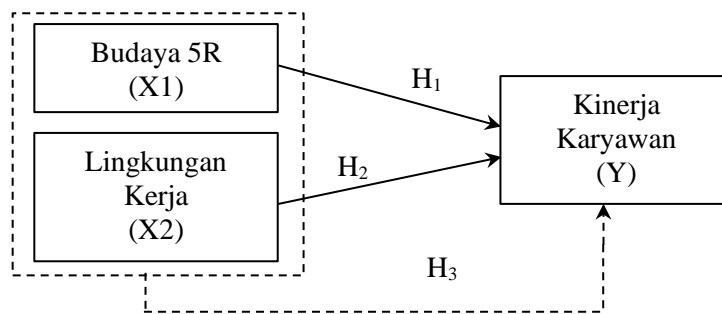 Budaya 5R
(X1)
H₁
Kinerja
Karyawan
(Y)
Lingkungan
Kerja
(X2)
H₂
H₃